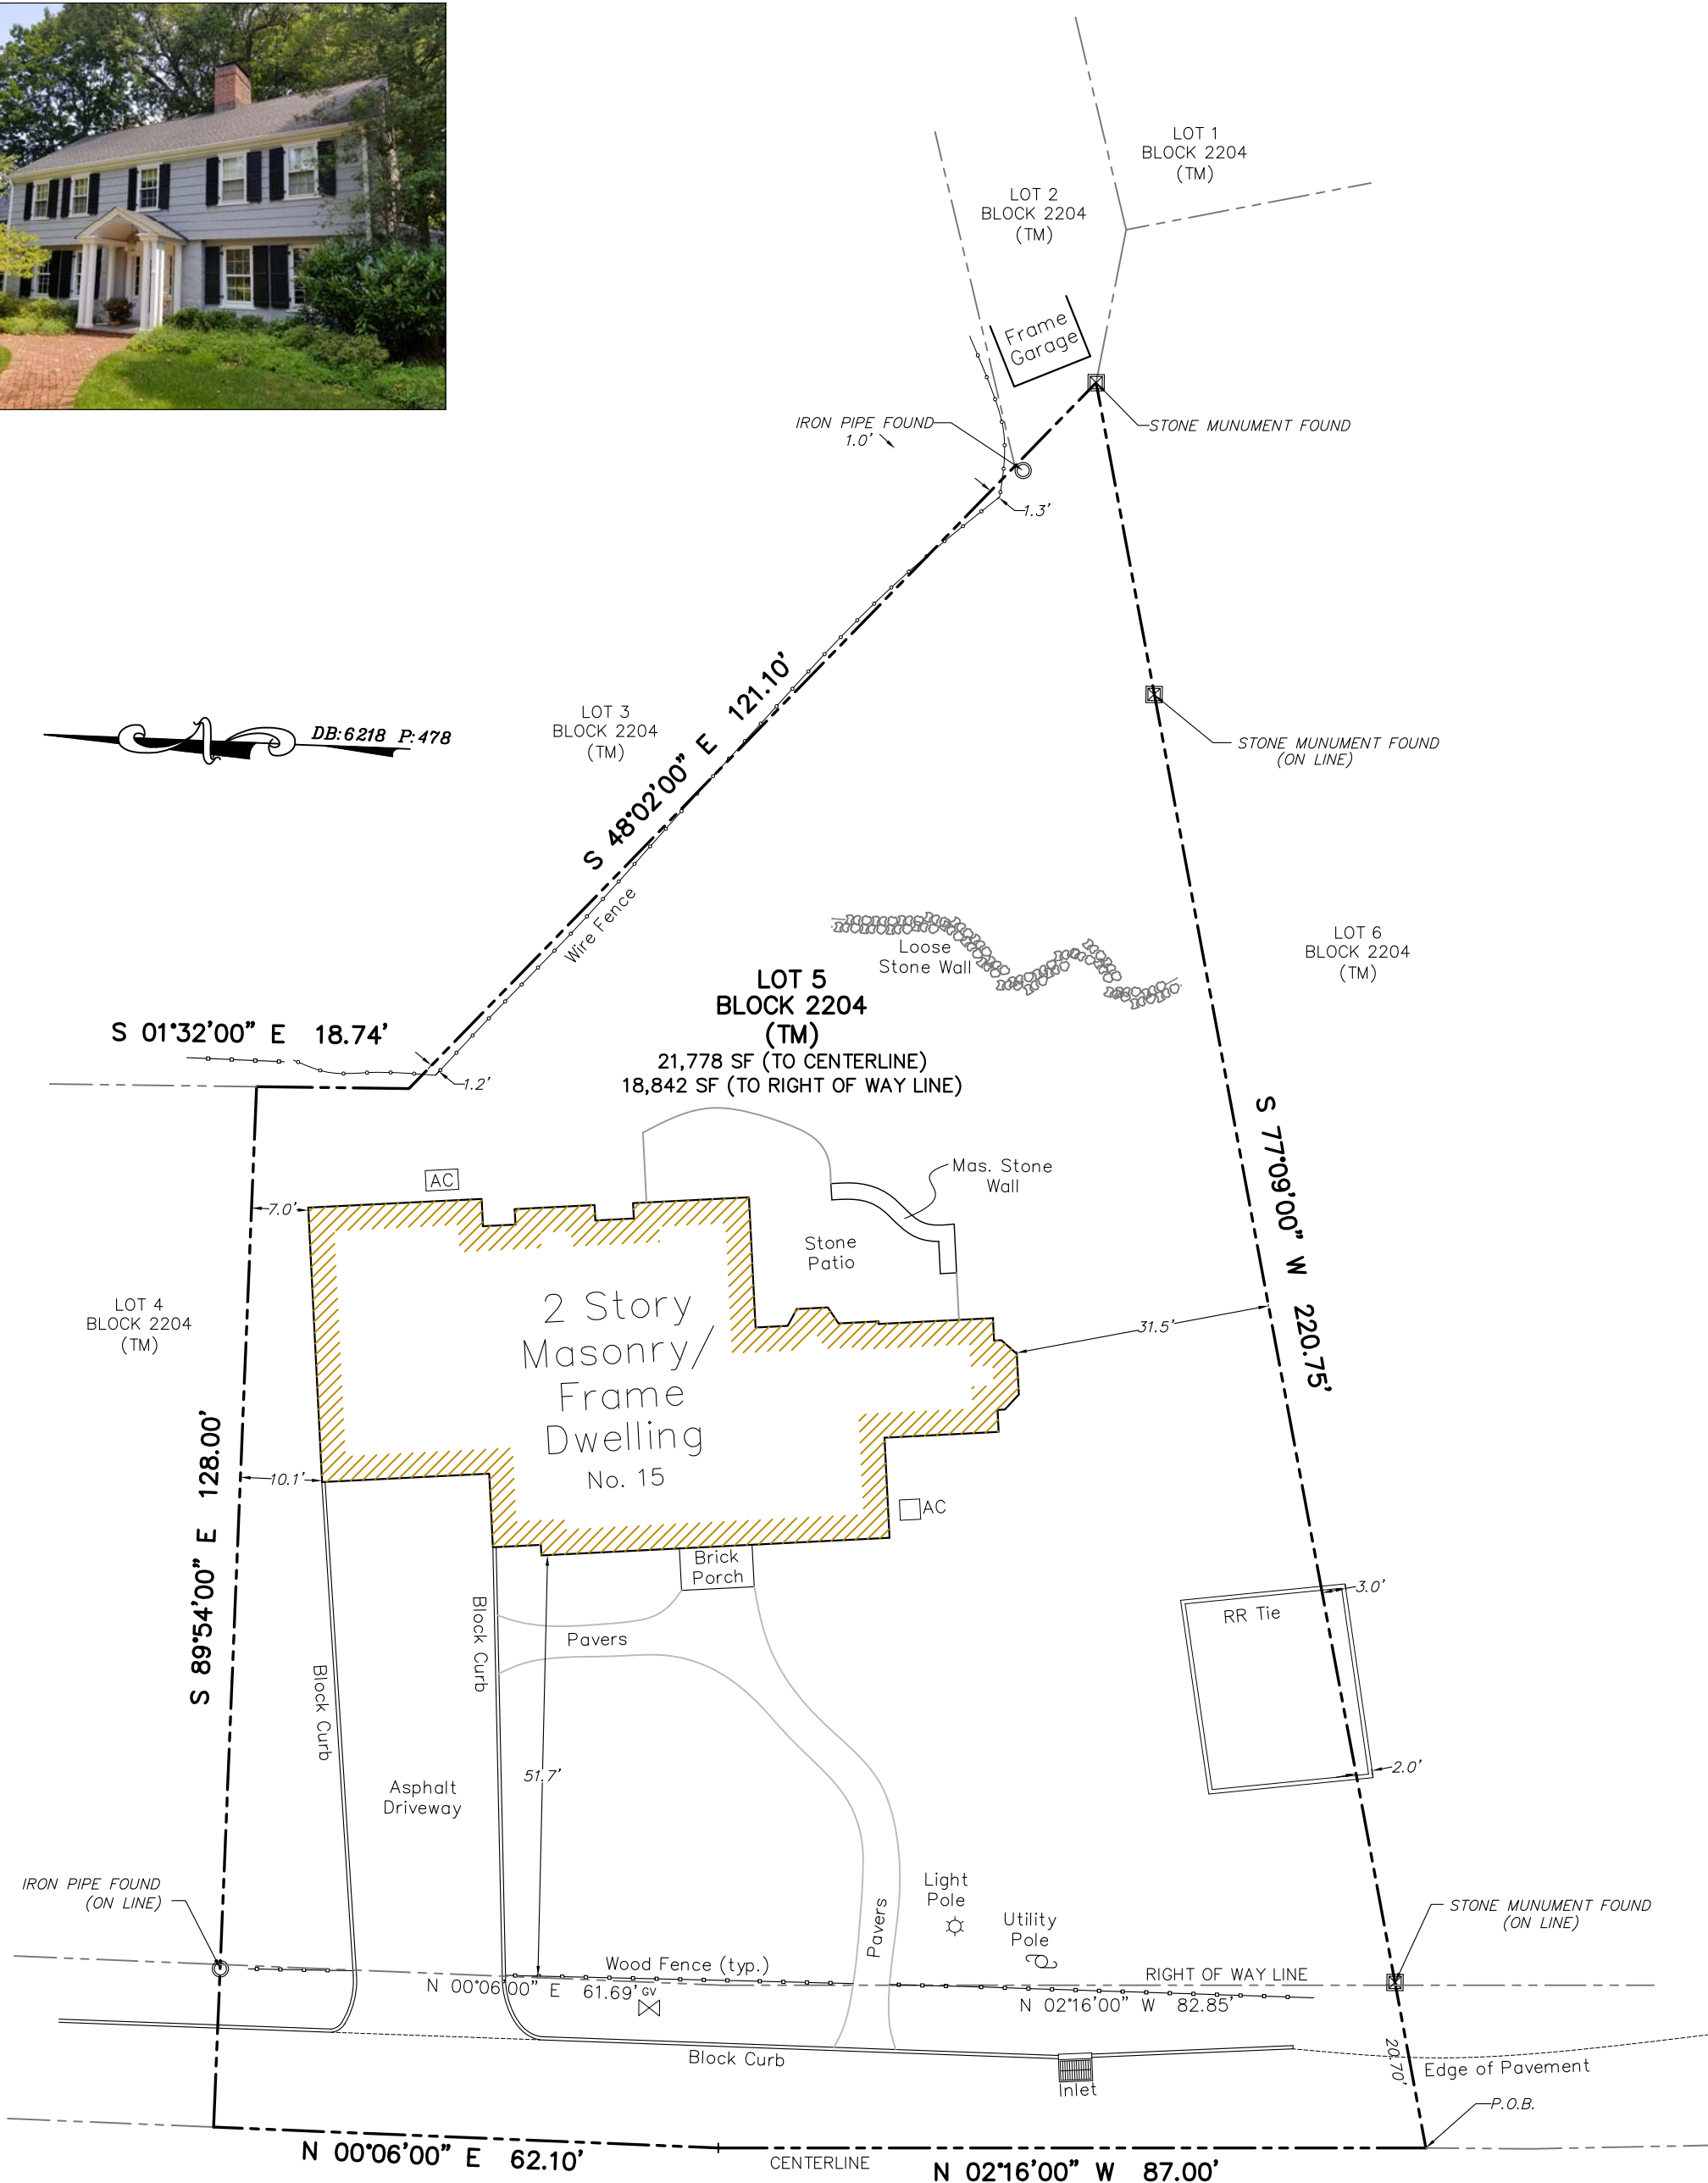 LOT 1
BLOCK 2204
(TM)
LOT 2
BLOCK 2204
(TM)
Frame
Garage
IRON PIPE FOUND
1.0'
STONE MUNUMENT FOUND
1.3'
S 48°02'00" E 121.10'
LOT 3
BLOCK 2204
(TM)
DB:6218 P:478
STONE MUNUMENT FOUND
(ON LINE)
Wire Fence
Loose
Stone Wall
LOT 6
BLOCK 2204
(TM)
LOT 5
BLOCK 2204
(TM)
21,778 SF (TO CENTERLINE)
18,842 SF (TO RIGHT OF WAY LINE)
S 01°32'00" E 18.74'
1.2'
S 77°09'00" W 220.75'
AC
Mas. Stone
Wall
7.0'
Stone
Patio
LOT 4
BLOCK 2204
(TM)
2 Story
Masonry/
Frame
Dwelling
No. 15
31.5'
S 89°54'00" E 128.00'
10.1'
AC
Brick
Porch
Block Curb
Block Curb
Pavers
RR Tie
3.0'
51.7'
Asphalt
Driveway
2.0'
IRON PIPE FOUND
(ON LINE)
Light
Pole
Utility
Pole
Pavers
STONE MUNUMENT FOUND
(ON LINE)
Wood Fence (typ.)
RIGHT OF WAY LINE
N 00°06'00" E 61.69'
GV
N 02°16'00" W 82.85'
20.70'
Block Curb
Inlet
Edge of Pavement
P.O.B.
N 00°06'00" E 62.10'
CENTERLINE
N 02°16'00" W 87.00'